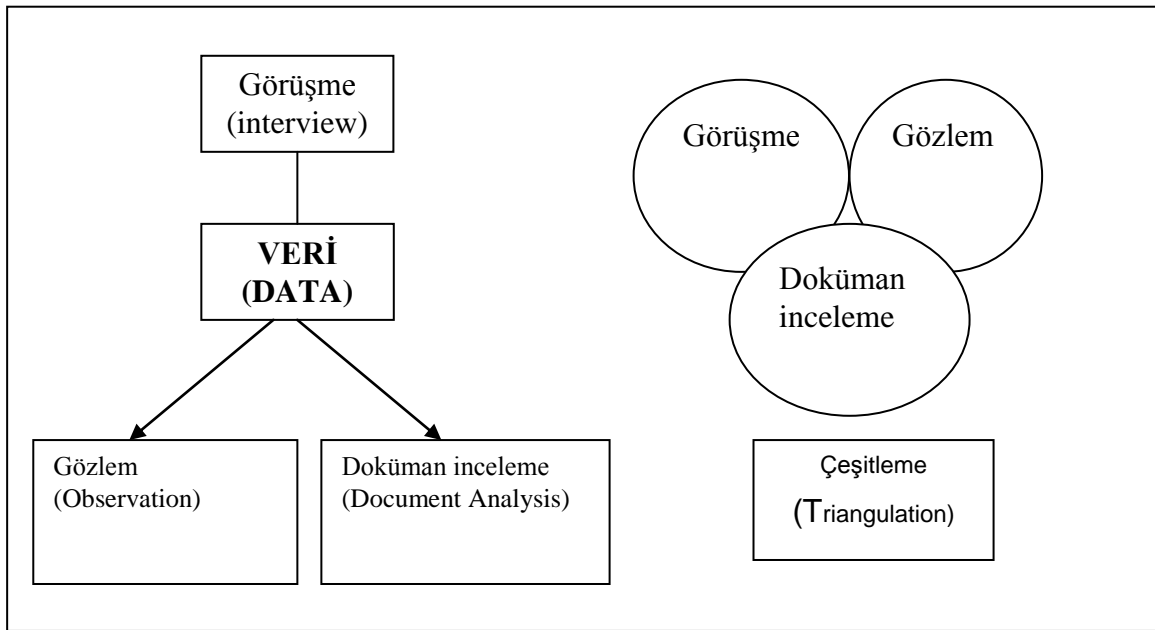 Görüşme
(interview)
VERİ
(DATA)
Gözlem
(Observation)
Doküman inceleme
(Document Analysis)
Görüşme
Gözlem
Doküman
inceleme
Çeşitleme
(Triangulation)